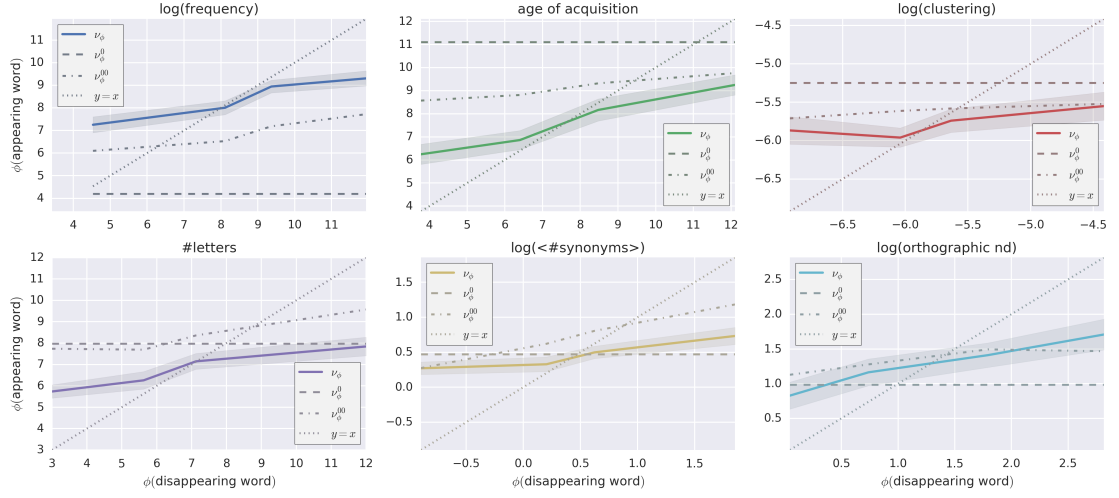 log(frequency)
ϕ(appearing word)
11
10
9
8
7
6
5
4
ν_ϕ
ν_ϕ^0
ν_ϕ^00
y = x
4 5 6 7 8 9 10 11
age of acquisition
12
11
10
9
8
7
6
5
4
ν_ϕ
ν_ϕ^0
ν_ϕ^00
y = x
4 5 6 7 8 9 10 11 12
log(clustering)
−4.5
−5.0
−5.5
−6.0
−6.5
ν_ϕ
ν_ϕ^0
ν_ϕ^00
y = x
−6.5 −6.0 −5.5 −5.0 −4.5
#letters
ϕ(appearing word)
12
11
10
9
8
7
6
5
4
3
ν_ϕ
ν_ϕ^0
ν_ϕ^00
y = x
3 4 5 6 7 8 9 10 11 12
ϕ(disappearing word)
log(<#synonyms>)
1.5
1.0
0.5
0.0
−0.5
ν_ϕ
ν_ϕ^0
ν_ϕ^00
y = x
−0.5 0.0 0.5 1.0 1.5
ϕ(disappearing word)
log(orthographic nd)
2.5
2.0
1.5
1.0
0.5
ν_ϕ
ν_ϕ^0
ν_ϕ^00
y = x
0.5 1.0 1.5 2.0 2.5
ϕ(disappearing word)